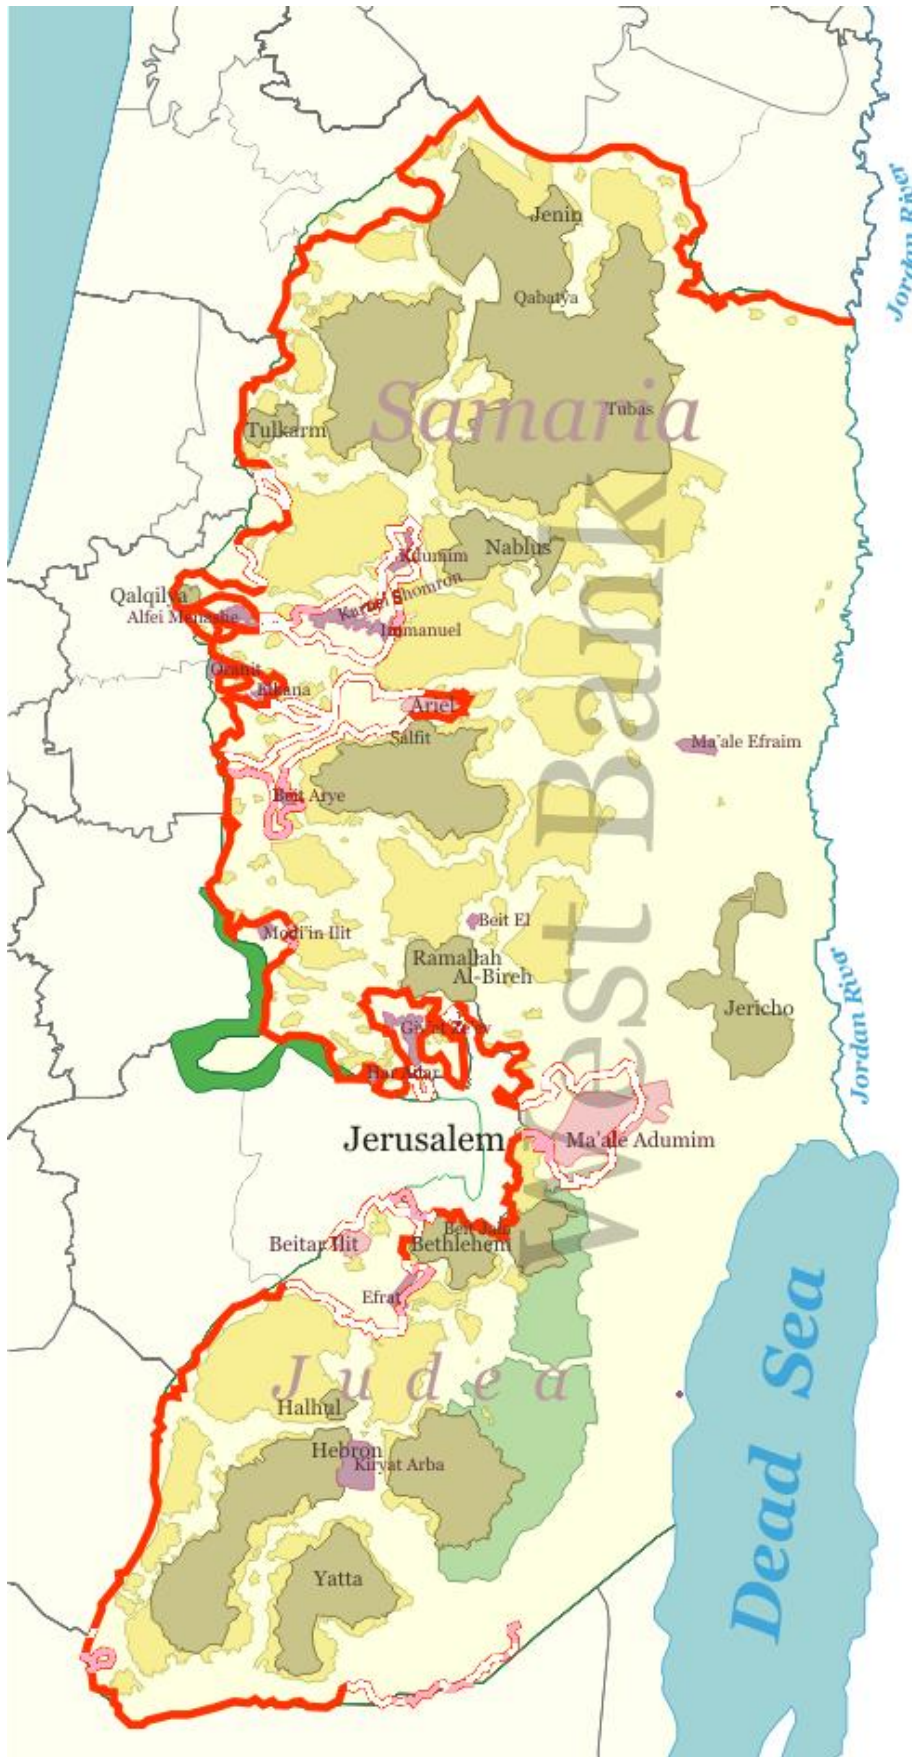 Jordan River
Jenin
Qabatya
Samaria
Tubas
Tulkarm
West Bank
Nablus
Kdumim
Qalqilya
Karnei Shomron
Alfei Menashe
Immanuel
Oranit
Elkana
Ariel
Salfit
Ma'ale Efraim
Beit Arye
Beit El
Modi'in Ilit
Ramallah
Al-Bireh
Jericho
Giv'at Ze'ev
Jordan River
Har Adar
Jerusalem
Ma'ale Adumim
Beit Jala
Beitar Ilit
Bethlehem
Efrat
Dead Sea
Judea
Halhul
Hebron
Kiryat Arba
Yatta